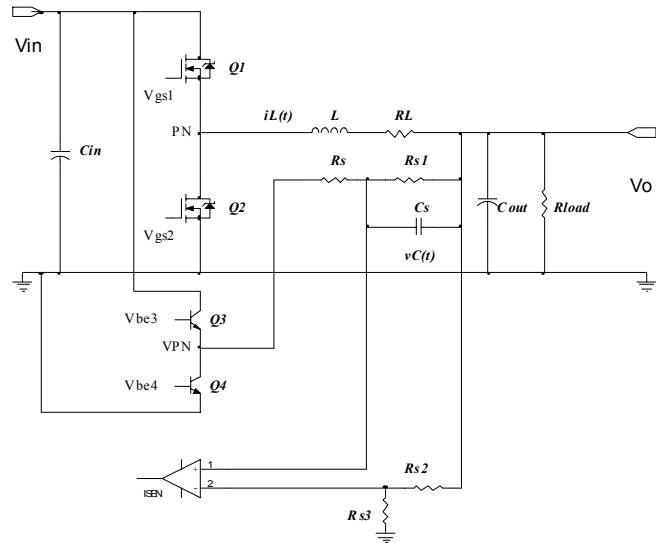 Vin
Q1
Vgs1
iL(t) L RL
PN
Cin
Rs Rs1
Q2
Cs
Cout Rload
Vo
Vgs2
vC(t)
Vbe3 Q3
VPN
Vbe4 Q4
1
+
Rs2
2
−
ISEN
Rs3